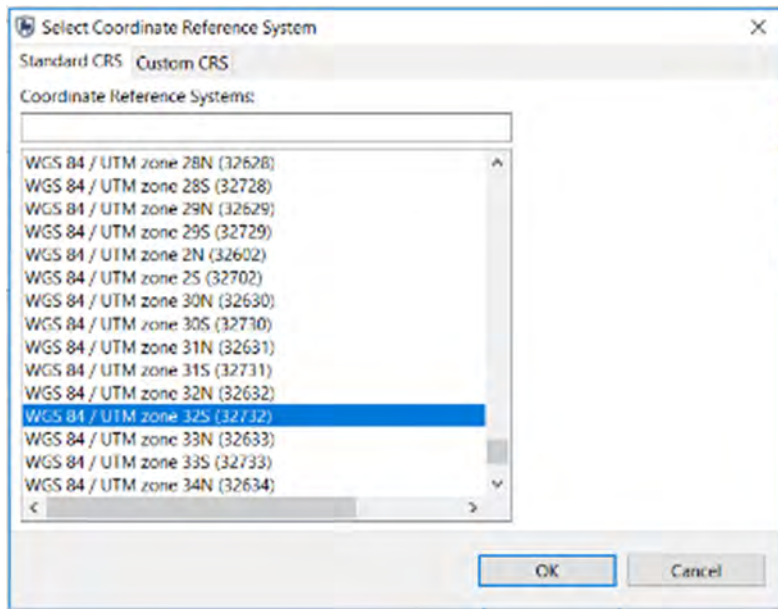 Select Coordinate Reference System
Standard CRS Custom CRS
Coordinate Reference Systems:
WGS 84 / UTM zone 28N (32628)
WGS 84 / UTM zone 28S (32728)
WGS 84 / UTM zone 29N (32629)
WGS 84 / UTM zone 29S (32729)
WGS 84 / UTM zone 2N (32602)
WGS 84 / UTM zone 2S (32702)
WGS 84 / UTM zone 30N (32630)
WGS 84 / UTM zone 30S (32730)
WGS 84 / UTM zone 31N (32631)
WGS 84 / UTM zone 31S (32731)
WGS 84 / UTM zone 32N (32632)
WGS 84 / UTM zone 32S (32732)
WGS 84 / UTM zone 33N (32633)
WGS 84 / UTM zone 33S (32733)
WGS 84 / UTM zone 34N (32634)
OK Cancel